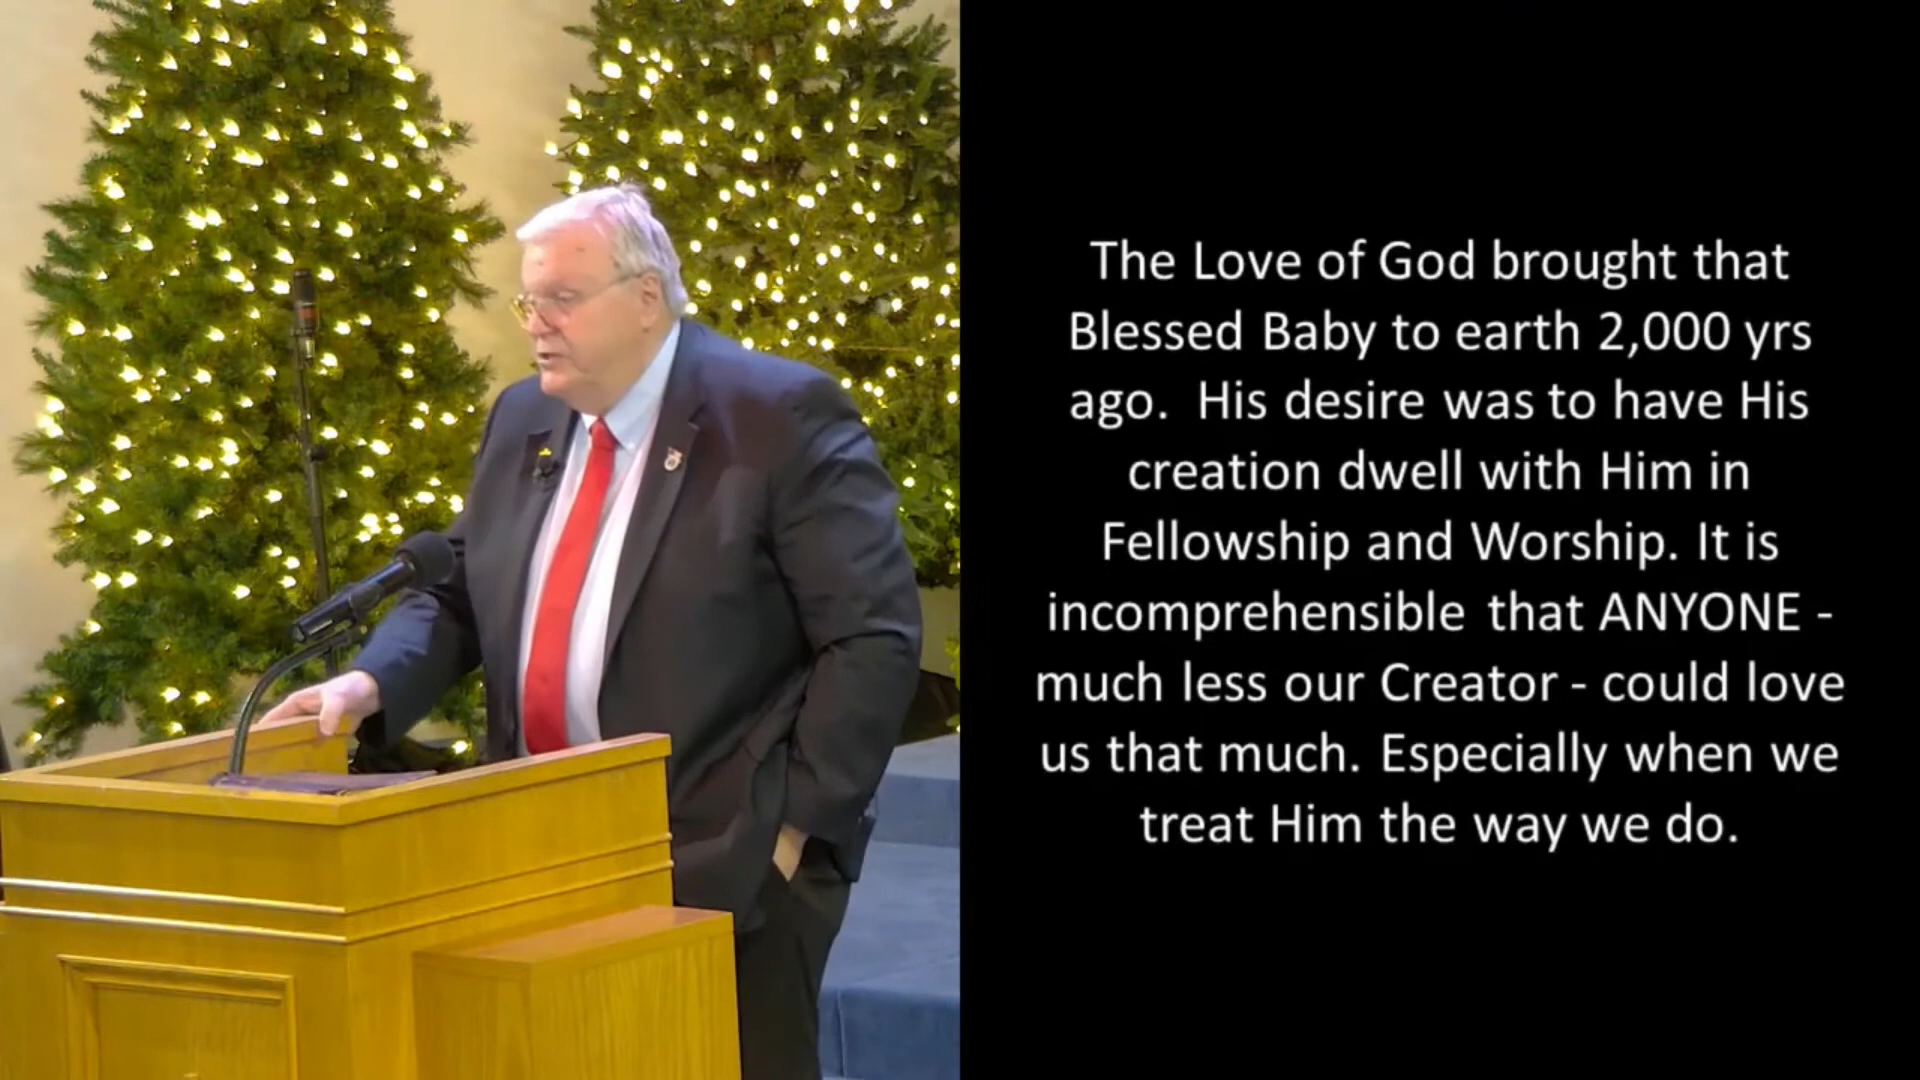 The Love of God brought that
Blessed Baby to earth 2,000 yrs
ago.  His desire was to have His
creation dwell with Him in
Fellowship and Worship. It is
incomprehensible that ANYONE -
much less our Creator - could love
us that much. Especially when we
treat Him the way we do.